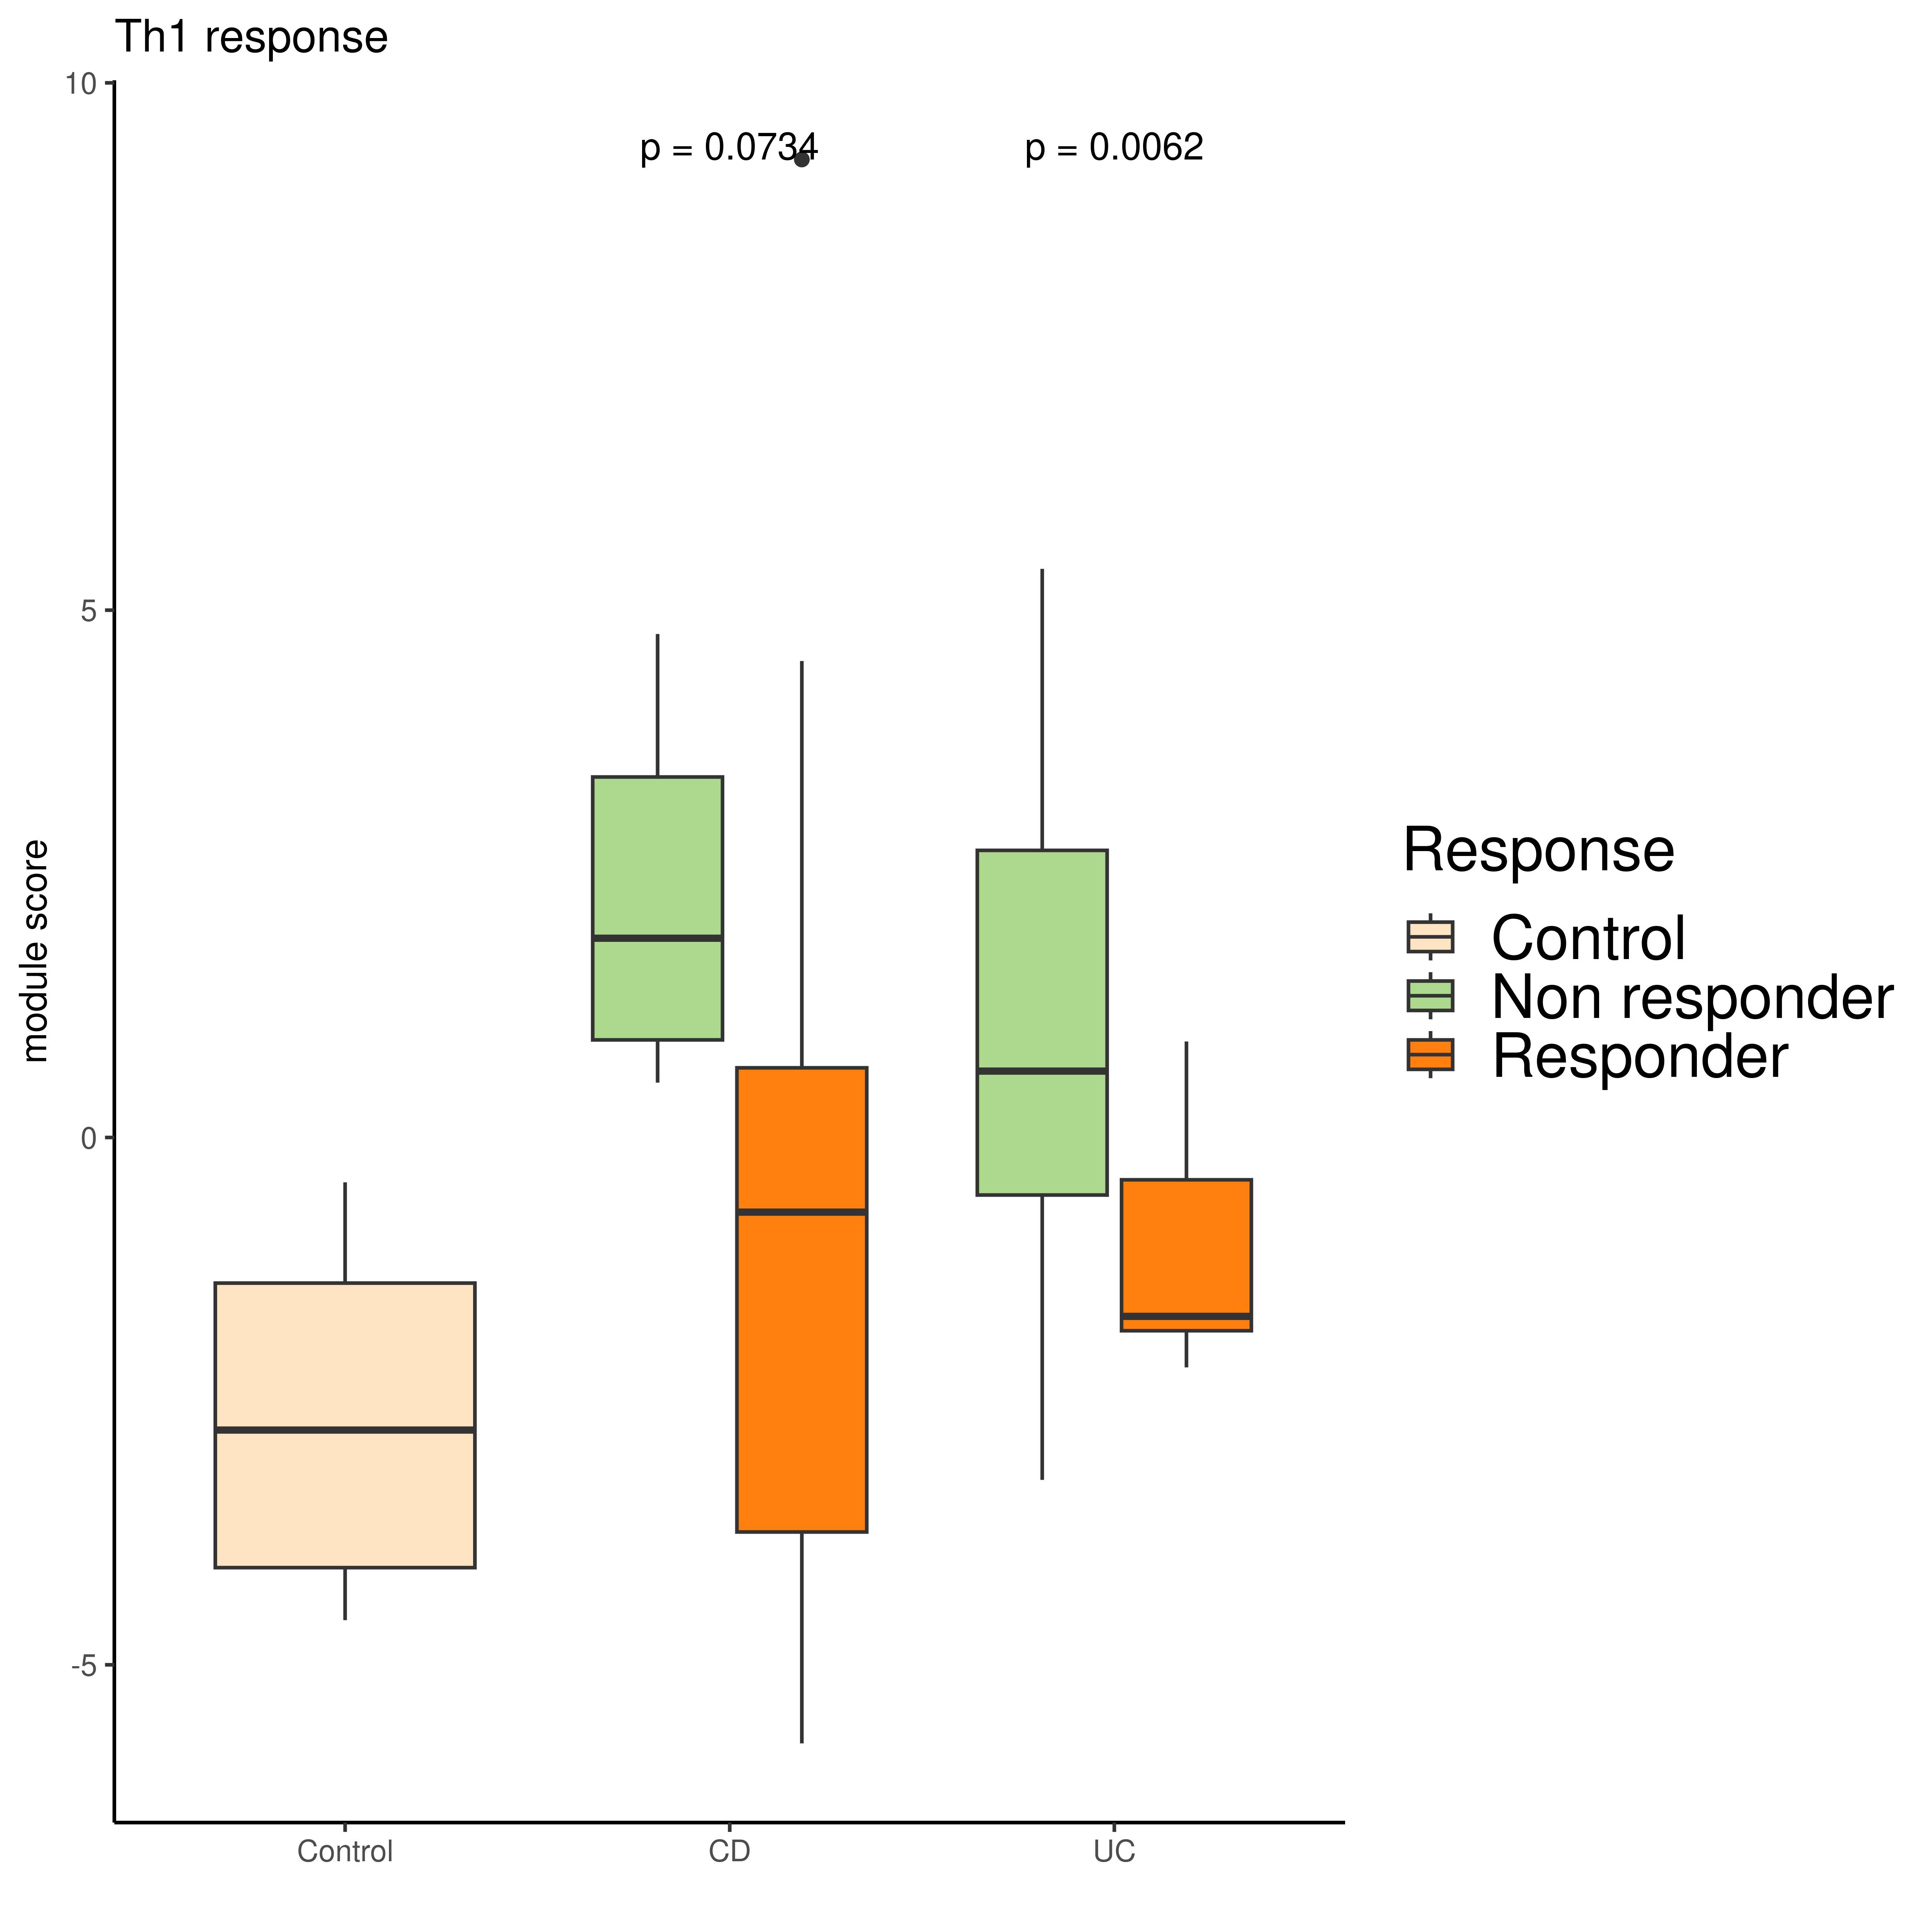 Th1 response
10
p = 0.0734
p = 0.0062
5
0
-5
module score
Control
CD
UC
Response
Control
Non responder
Responder